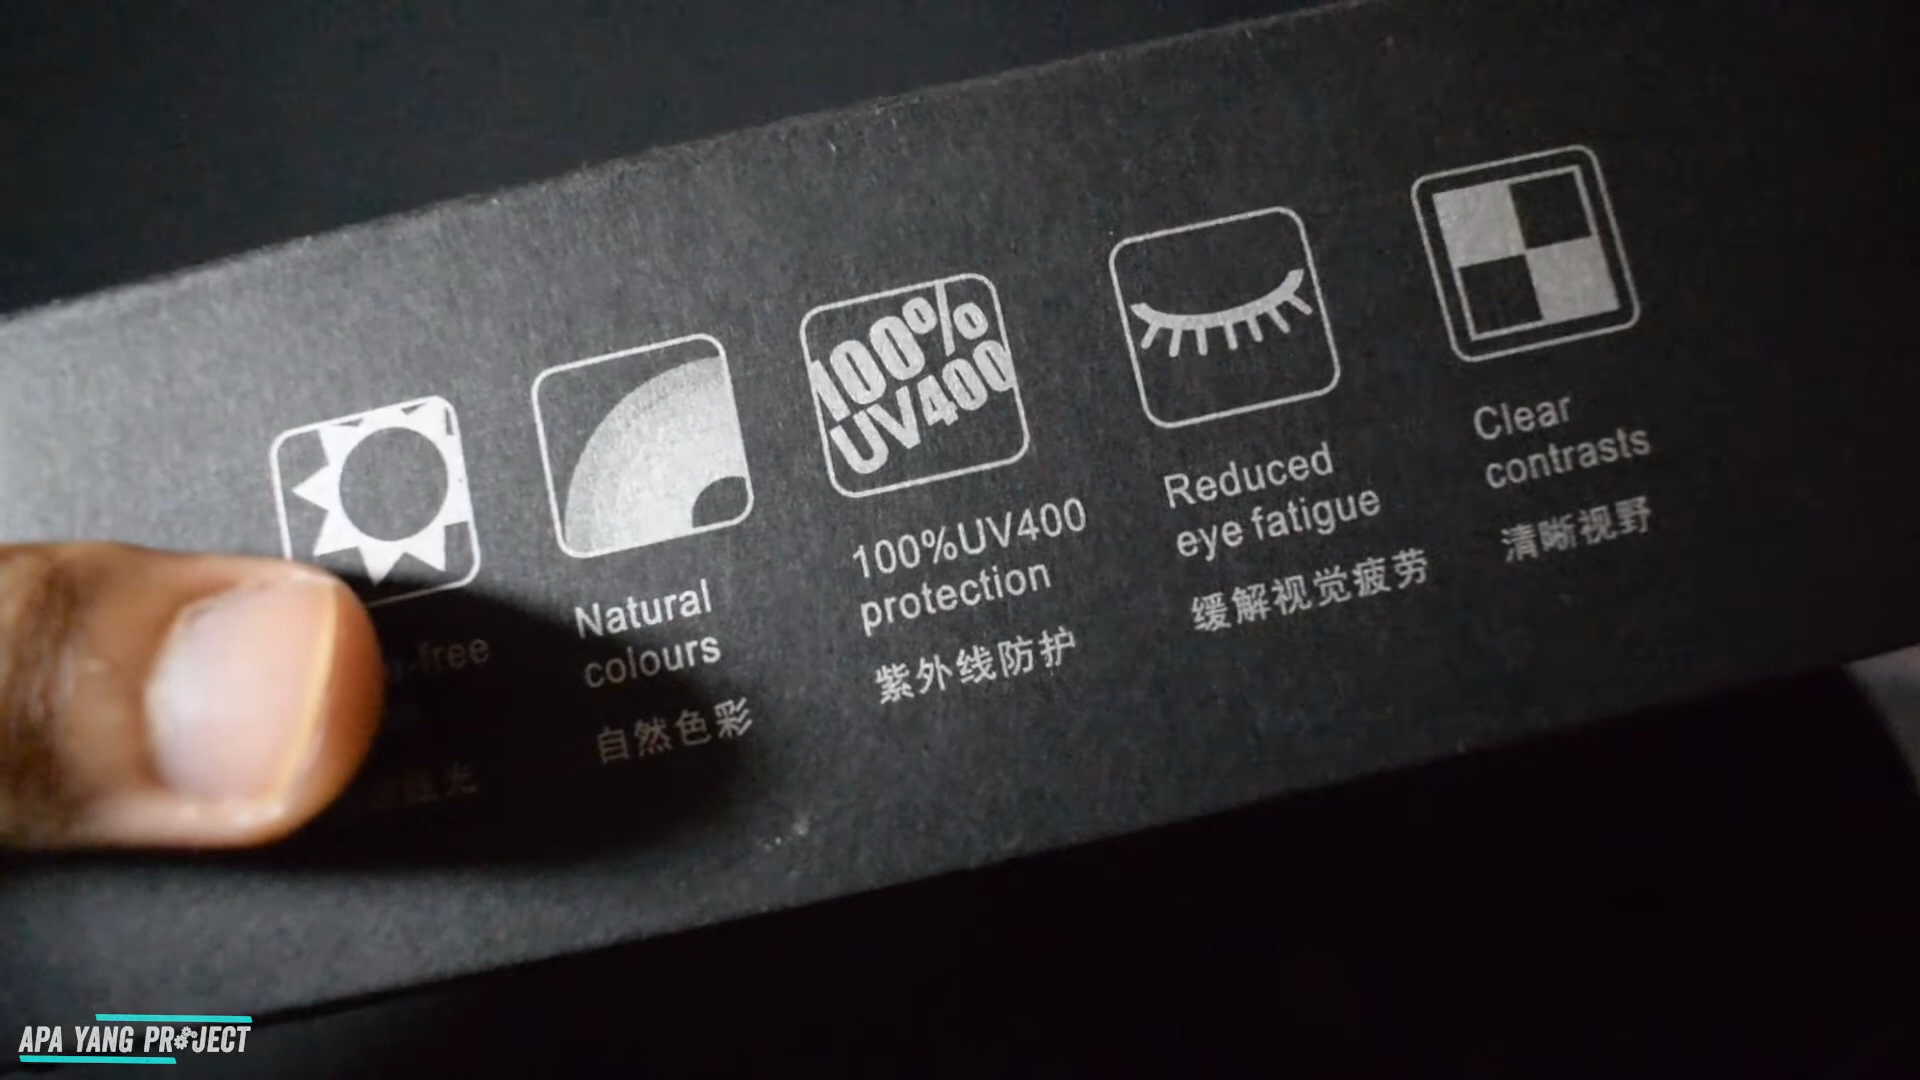 -free
Natural
colours
自然色彩
100%
UV400
100%UV400
protection
紫外线防护
Reduced
eye fatigue
缓解视觉疲劳
Clear
contrasts
清晰视野
APA YANG PROJECT